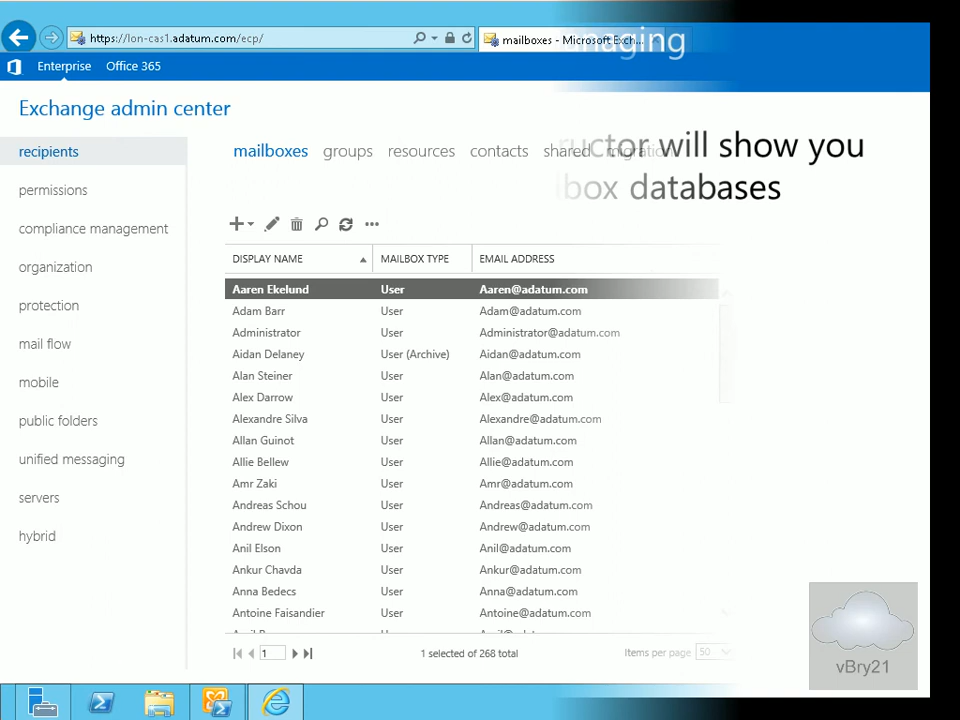 https://lon-cas1.adatum.com/ecp/
mailboxes - Microsoft Exch...
naging
Enterprise Office 365
Exchange admin center
ructor will show you
box databases
recipients
permissions
compliance management
organization
protection
mail flow
mobile
public folders
unified messaging
servers
hybrid
mailboxes groups resources contacts shared migration
DISPLAY NAME MAILBOX TYPE EMAIL ADDRESS
Aaren Ekelund User Aaren@adatum.com
Adam Barr User Adam@adatum.com
Administrator User Administrator@adatum.com
Aidan Delaney User (Archive) Aidan@adatum.com
Alan Steiner User Alan@adatum.com
Alex Darrow User Alex@adatum.com
Alexandre Silva User Alexandre@adatum.com
Allan Guinot User Allan@adatum.com
Allie Bellew User Allie@adatum.com
Amr Zaki User Amr@adatum.com
Andreas Schou User Andreas@adatum.com
Andrew Dixon User Andrew@adatum.com
Anil Elson User Anil@adatum.com
Ankur Chavda User Ankur@adatum.com
Anna Bedecs User Anna@adatum.com
Antoine Faisandier User Antoine@adatum.com
1 1 selected of 268 total Items per page 50
vBry21